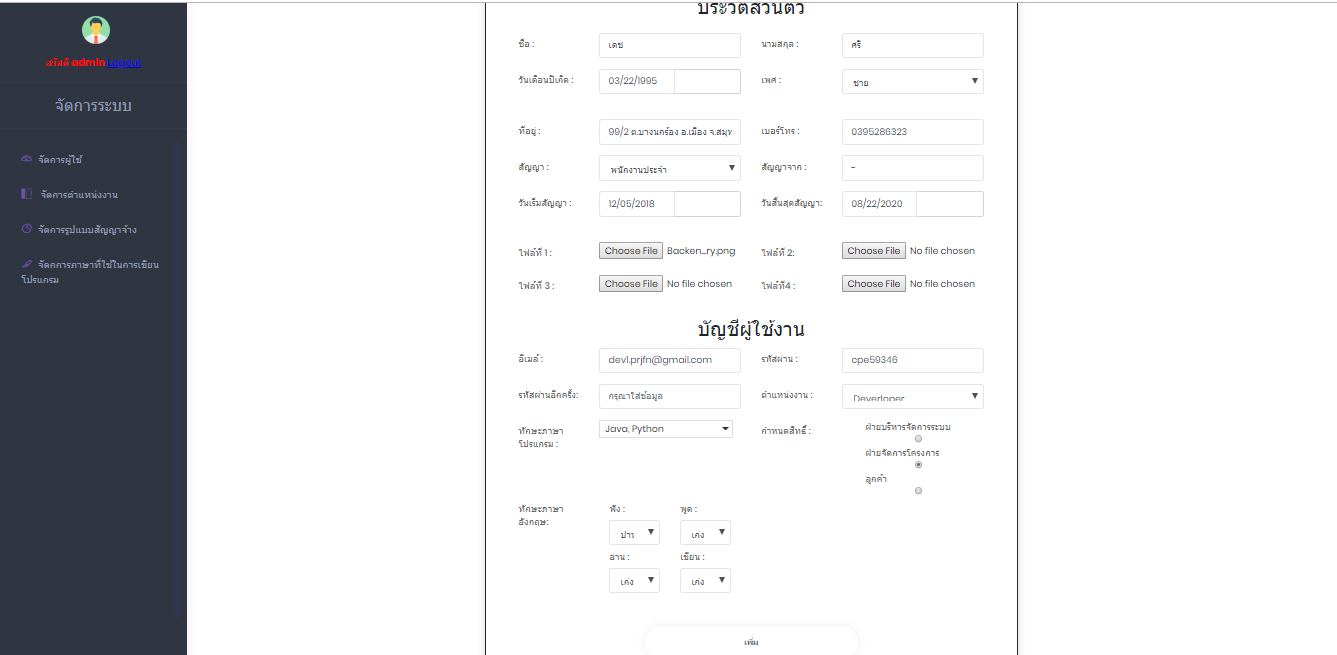 สวัสดี admin logout
จัดการระบบ
จัดการผู้ใช้
จัดการตำแหน่งงาน
จัดการรูปแบบสัญญาจ้าง
จัดการภาษาที่ใช้ในการเขียน
โปรแกรม
ประวัติส่วนตัว
ชื่อ : เดช นามสกุล : ศรี
วันเดือนปีเกิด : 03/22/1995 เพศ : ชาย
ที่อยู่ : 99/2 ต.บางนกร้อง อ.เมือง จ.สมุท เบอร์โทร : 0395286323
สัญญา : พนักงานประจำ สัญญาจาก : -
วันเริ่มสัญญา : 12/05/2018 วันสิ้นสุดสัญญา: 08/22/2020
ไฟล์ที่ 1 : Choose File Backen...ry.png ไฟล์ที่ 2: Choose File No file chosen
ไฟล์ที่ 3 : Choose File No file chosen ไฟล์ที่4 : Choose File No file chosen
บัญชีผู้ใช้งาน
อีเมล์ : dev1.prjfn@gmail.com รหัสผ่าน : cpe59346
รหัสผ่านอีกครั้ง: กรุณาใส่ข้อมูล ตำแหน่งงาน : Deverloper
ทักษะภาษา
โปรแกรม : Java, Python กำหนดสิทธิ์ : ฝ่ายบริหารจัดการระบบ
ฝ่ายจัดการโครงการ
ลูกค้า
ทักษะภาษา
อังกฤษ: ฟัง : พูด :
ปาน เก่ง
อ่าน : เขียน :
เก่ง เก่ง
เพิ่ม